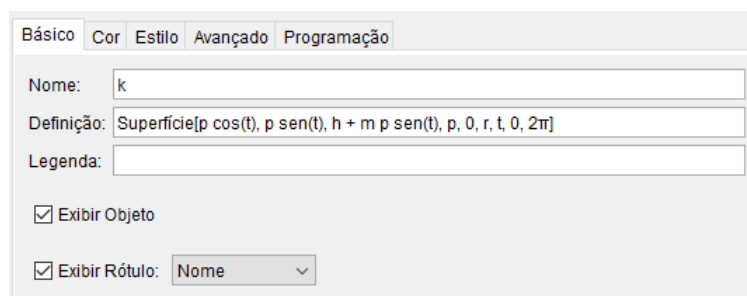 Básico Cor Estilo Avançado Programação
Nome: k
Definição: Superfície[p cos(t), p sen(t), h + m p sen(t), p, 0, r, t, 0, 2π]
Legenda:
Exibir Objeto
Exibir Rótulo: Nome